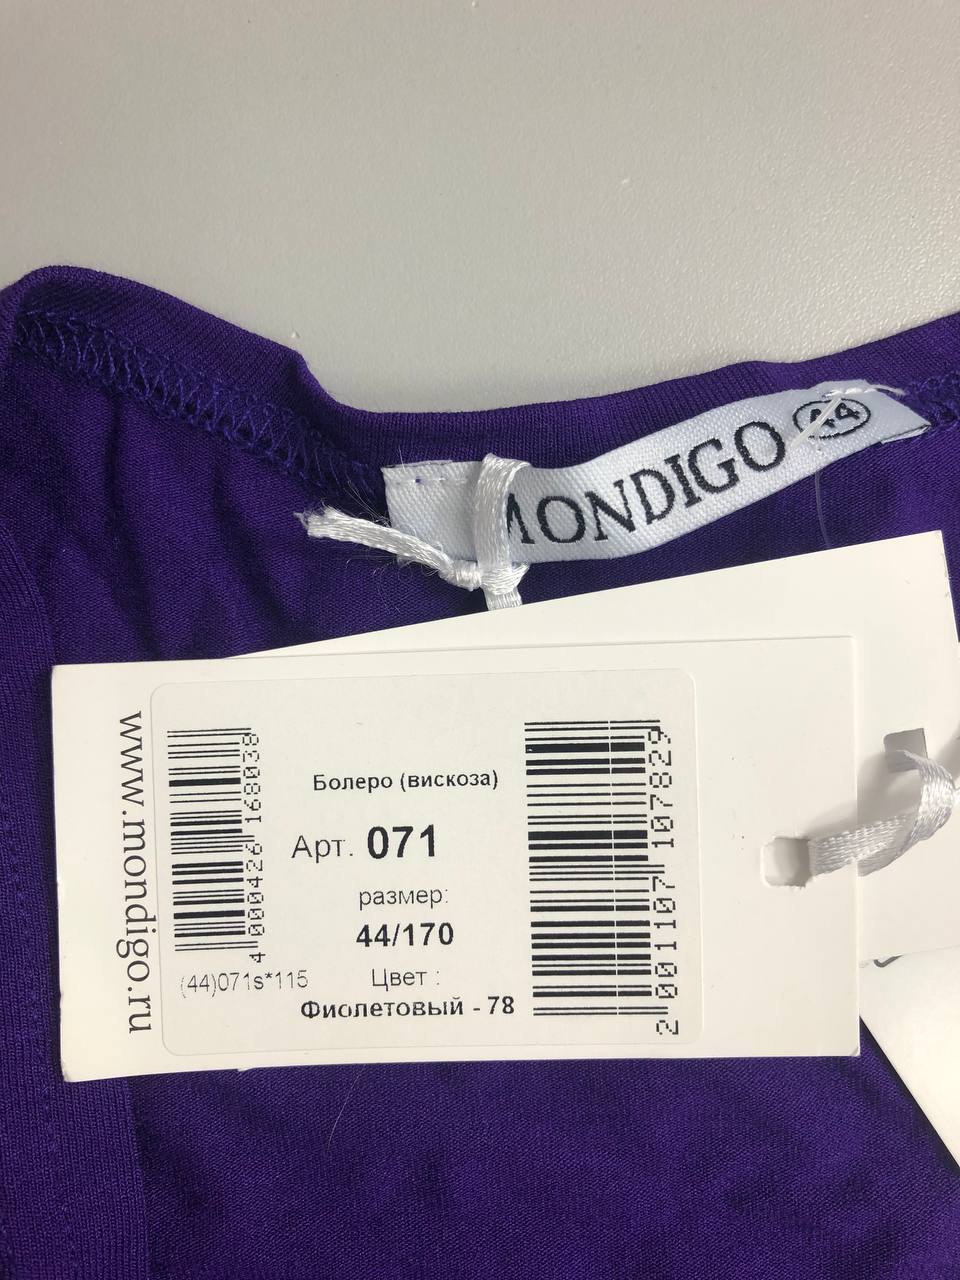 MONDIGO 44
www.mondigo.ru
4 000426 168038
(44)071s*115
Болеро (вискоза)
Арт. 071
размер:
44/170
Цвет :
Фиолетовый - 78
2 001107 107829